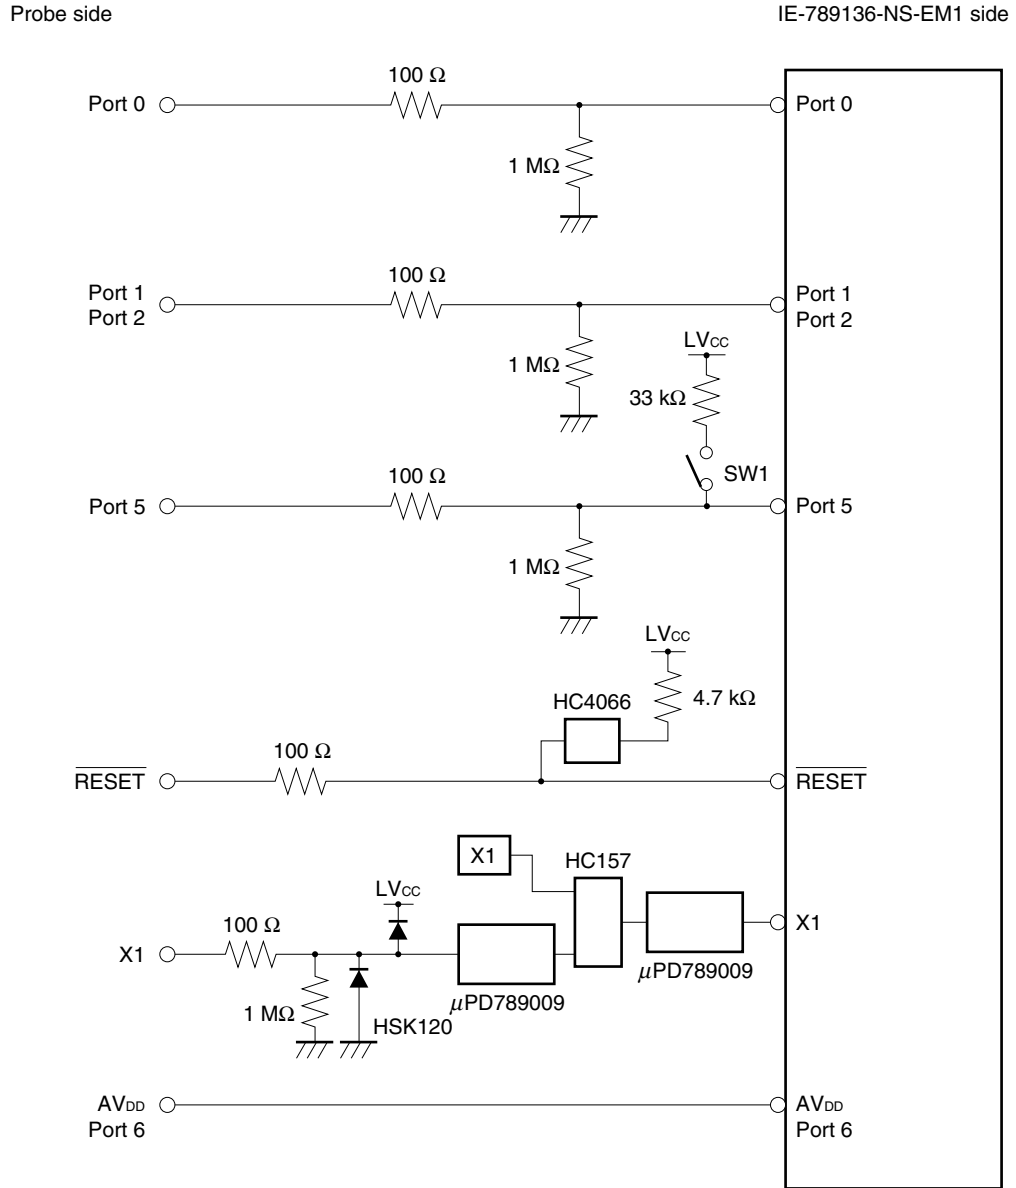 Probe side
IE-789136-NS-EM1 side
100 Ω
Port 0
Port 0
1 MΩ
100 Ω
Port 1
Port 2
Port 1
Port 2
LVCC
1 MΩ
33 kΩ
SW1
100 Ω
Port 5
Port 5
1 MΩ
LVCC
HC4066
4.7 kΩ
100 Ω
RESET
RESET
X1
HC157
LVCC
100 Ω
X1
X1
μPD789009
μPD789009
1 MΩ
HSK120
AVDD
Port 6
AVDD
Port 6